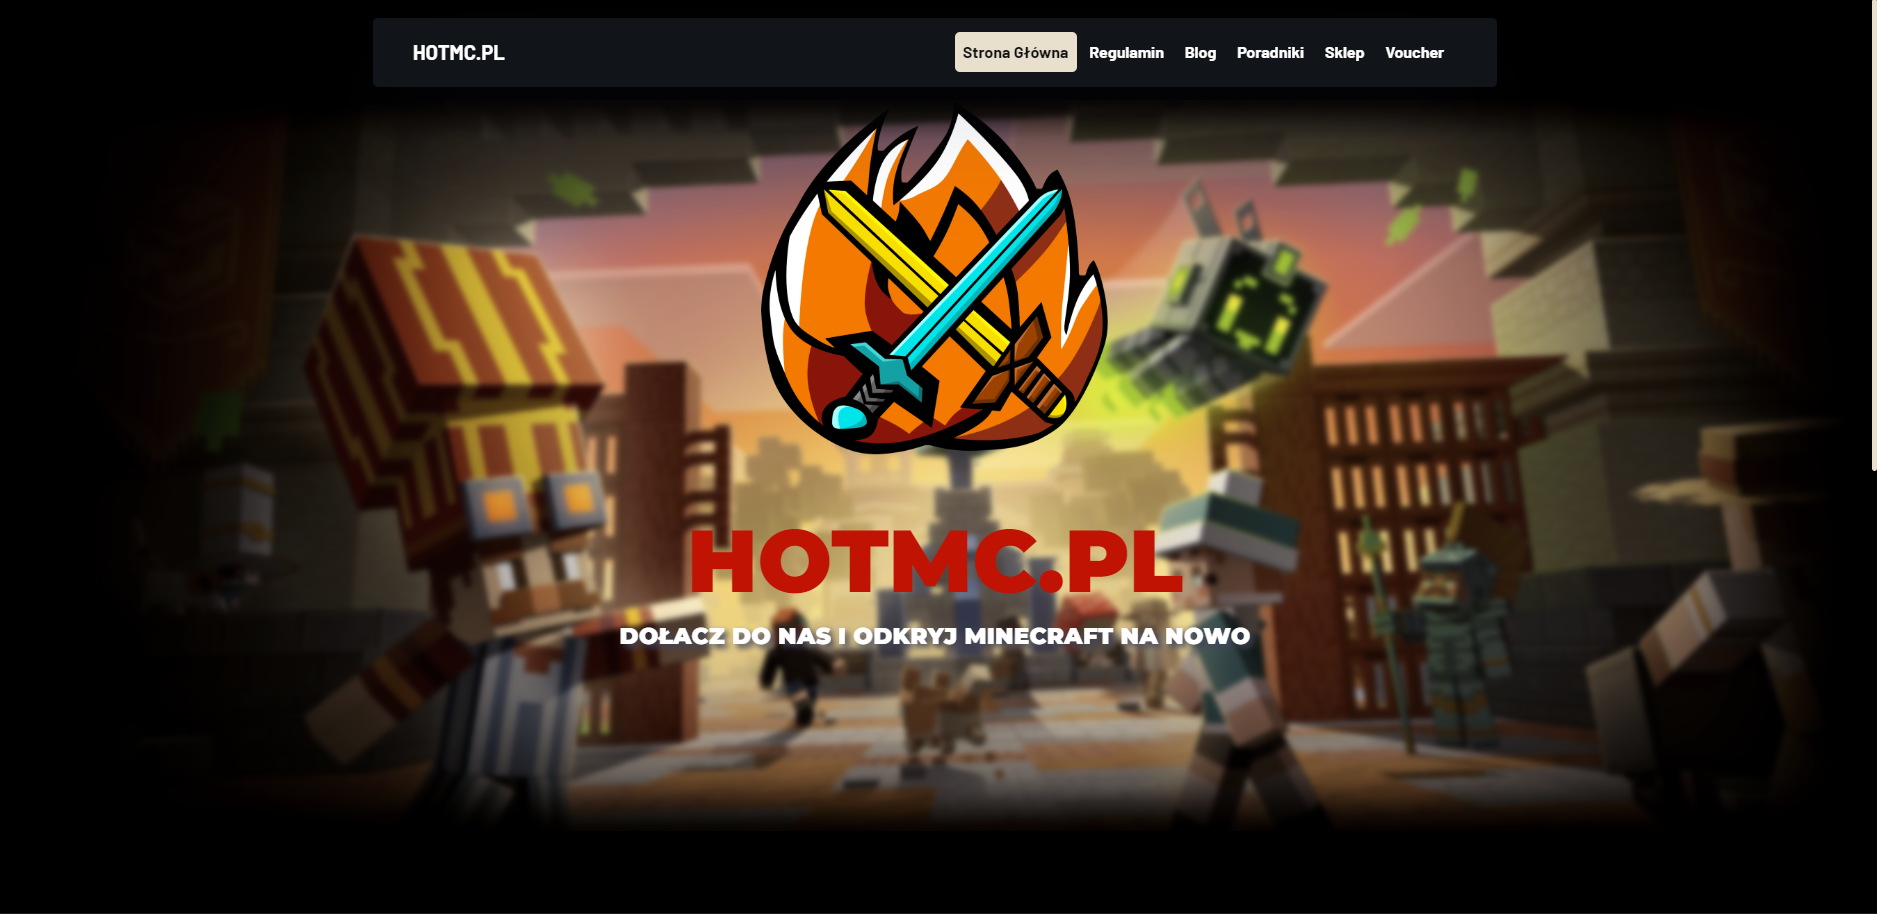 HOTMC.PL
Strona Główna Regulamin Blog Poradniki Sklep Voucher
HOTMC.PL
DOŁACZ DO NAS I ODKRYJ MINECRAFT NA NOWO